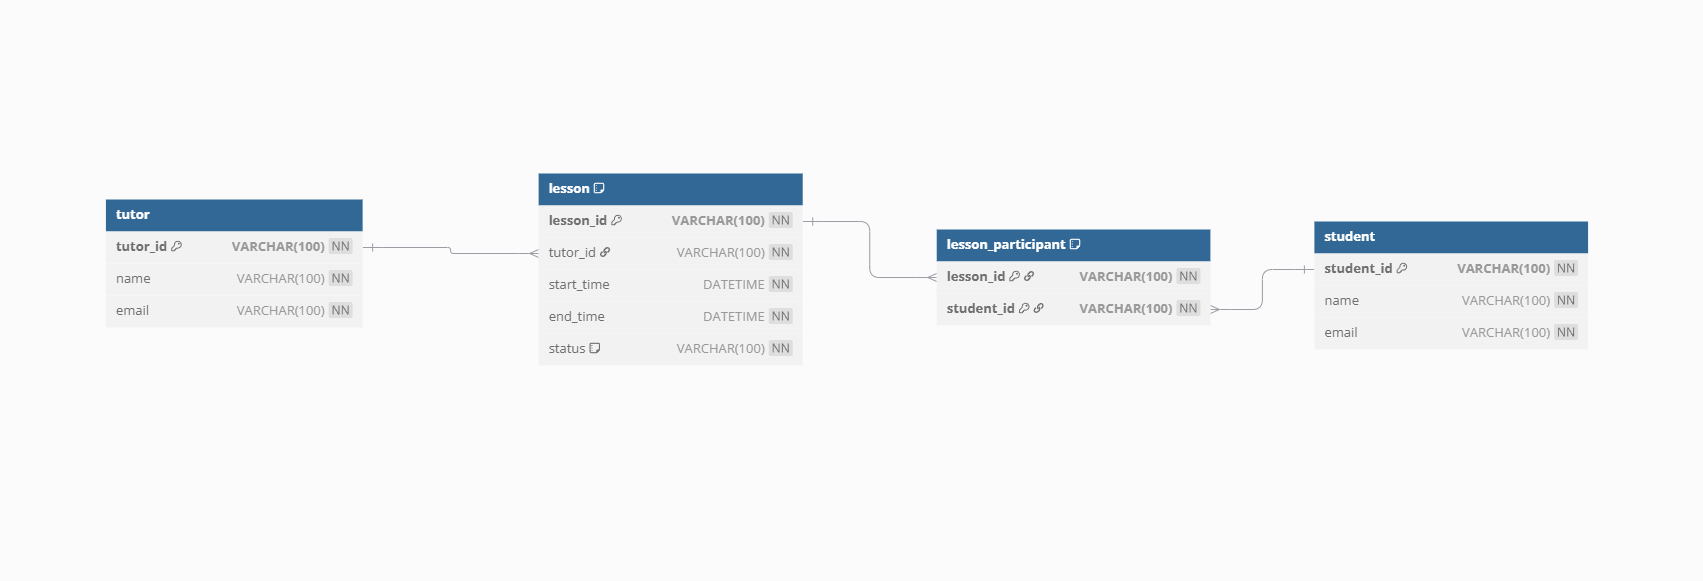 tutor
tutor_id VARCHAR(100) NN
name VARCHAR(100) NN
email VARCHAR(100) NN
lesson
lesson_id VARCHAR(100) NN
tutor_id VARCHAR(100) NN
start_time DATETIME NN
end_time DATETIME NN
status VARCHAR(100) NN
lesson_participant
lesson_id VARCHAR(100) NN
student_id VARCHAR(100) NN
student
student_id VARCHAR(100) NN
name VARCHAR(100) NN
email VARCHAR(100) NN